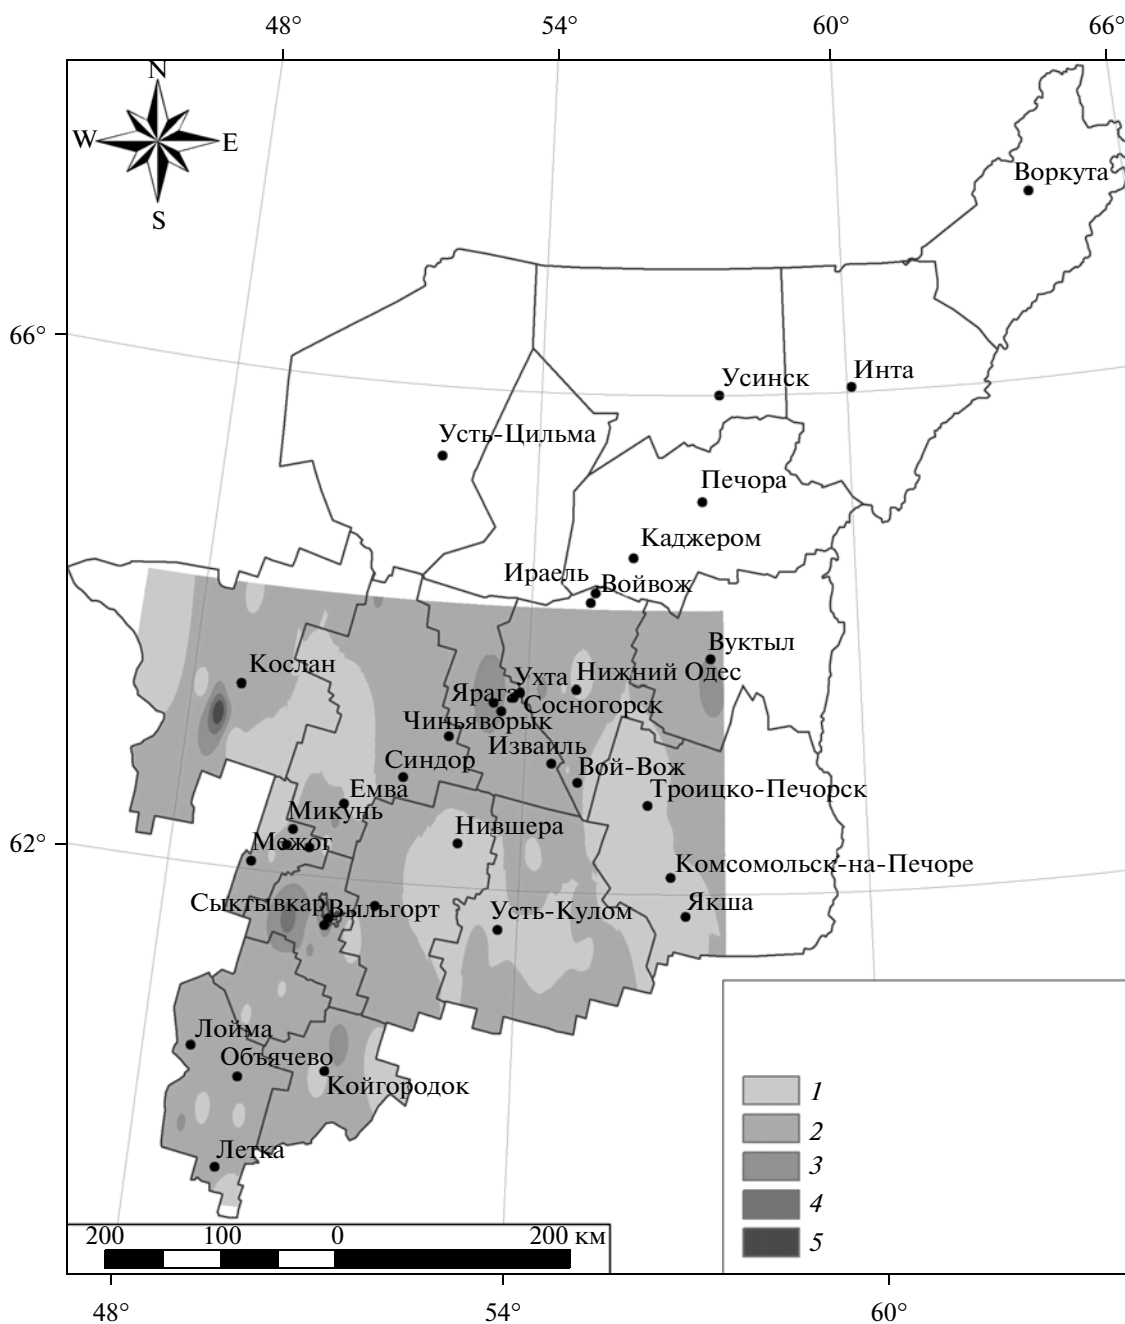 48° 54° 60° 66°
N
W E
S
Воркута
66°
Усинск Инта
Усть-Цильма
Печора
Каджером
Ираель Войвож
Вуктыл
Кослан
Ухта Нижний Одес
Ярага Сосногорск
Чиньяворык
Изваиль
Синдор Вой-Вож
Емва Троицко-Печорск
Микунь
Нившера
62° Межог
Комсомольск-на-Печоре
Сыктывкар Выльгорт Усть-Кулом Якша
Лойма
Объячево
Койгородок
1
2
Летка 3
4
200 100 0 200 км 5
48° 54° 60°